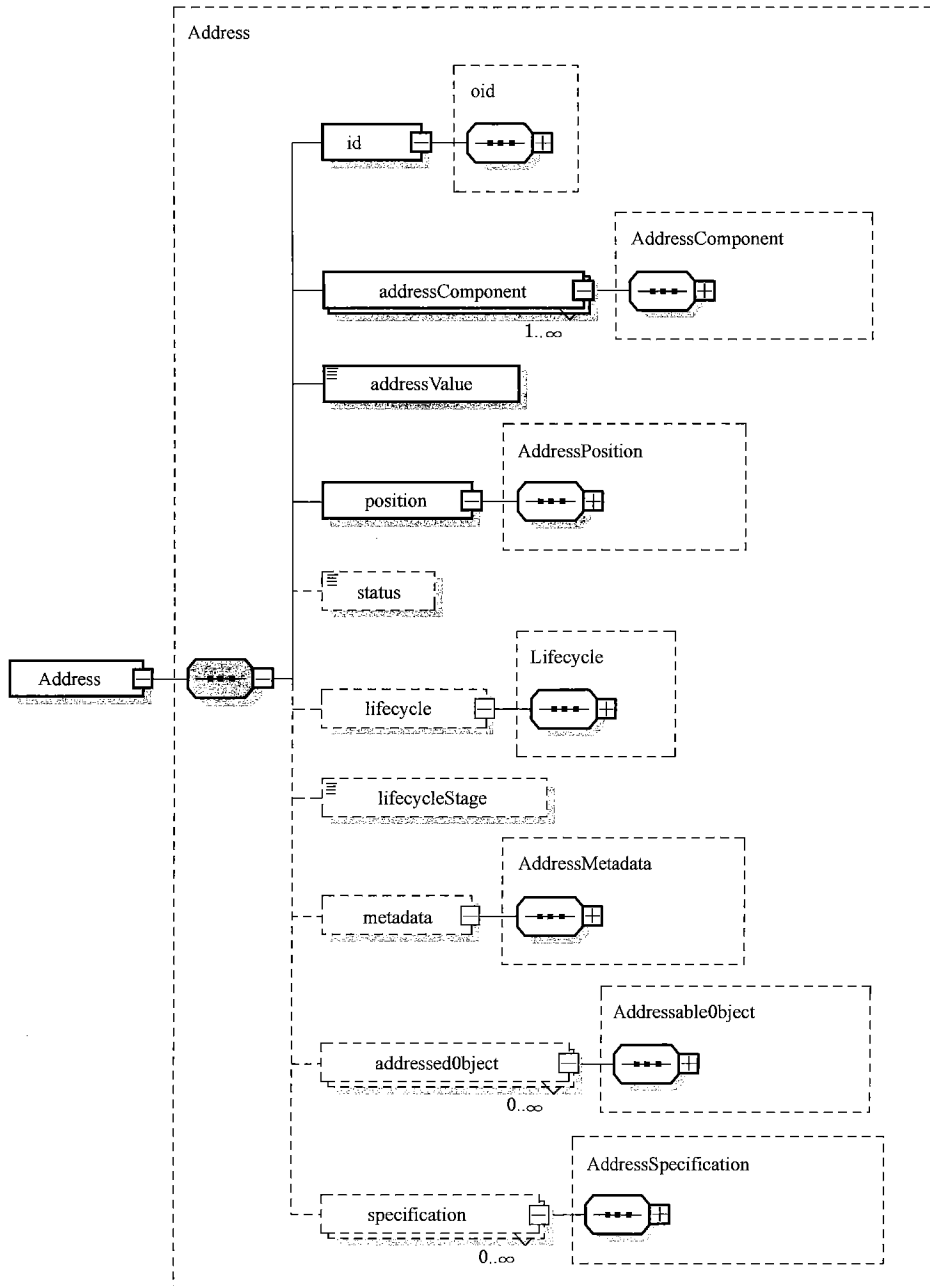 Address
oid
id
AddressComponent
addressComponent
1..∞
addressValue
AddressPosition
position
status
Address
Lifecycle
lifecycle
lifecycleStage
AddressMetadata
metadata
Addressable0bject
addressed0bject
0..∞
AddressSpecification
specification
0..∞